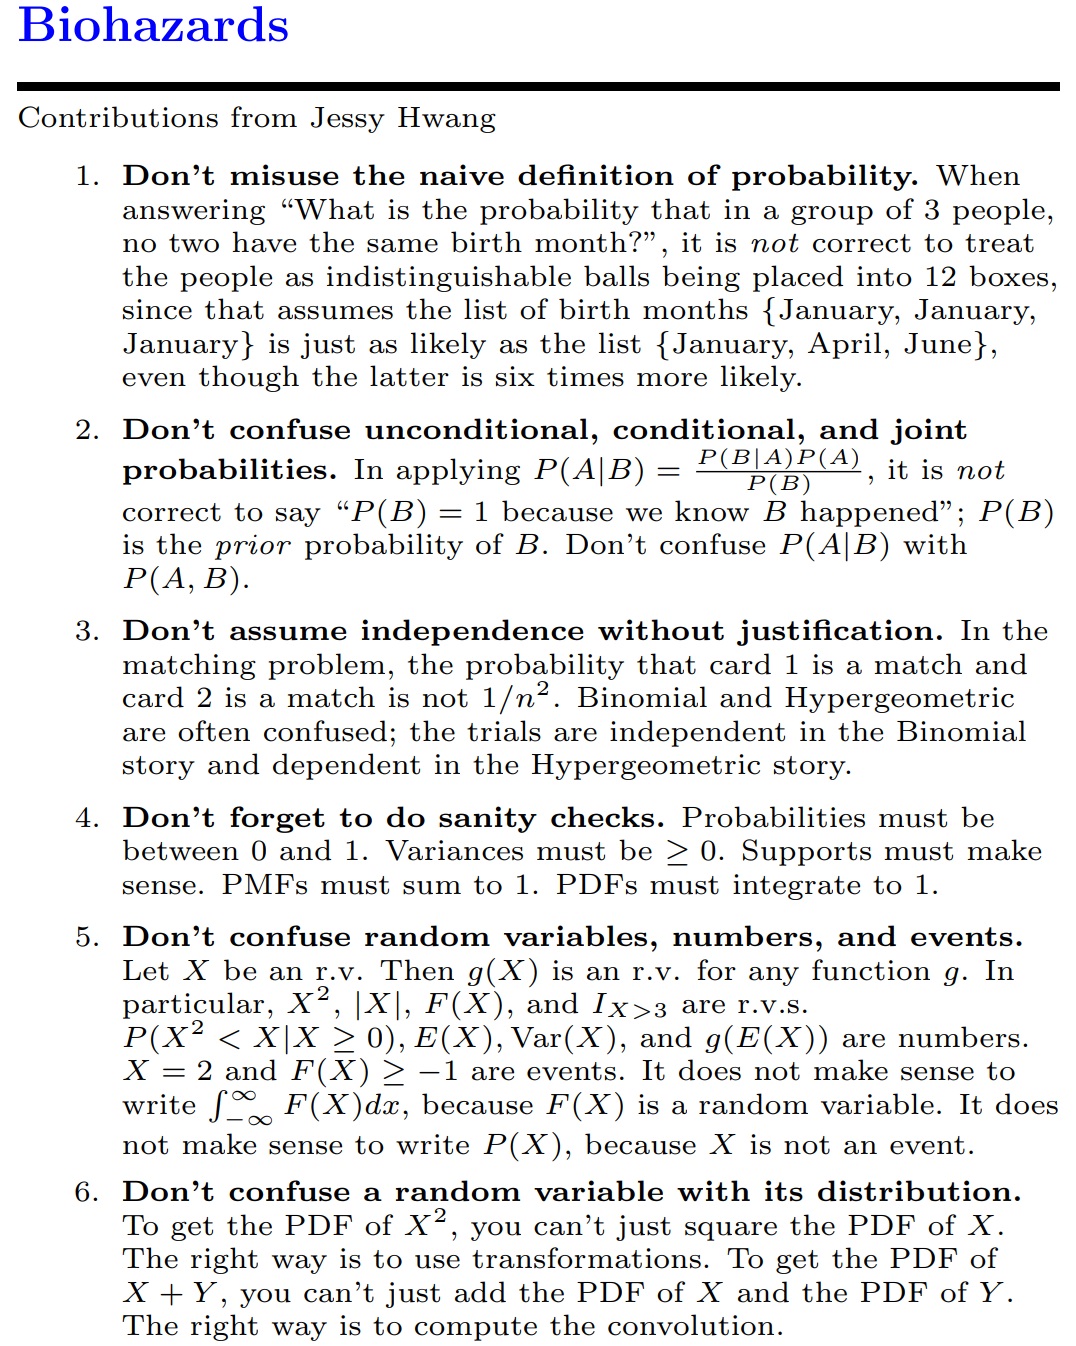 Biohazards
Contributions from Jessy Hwang
1. Don't misuse the naive definition of probability. When
answering “What is the probability that in a group of 3 people,
no two have the same birth month?”, it is not correct to treat
the people as indistinguishable balls being placed into 12 boxes,
since that assumes the list of birth months {January, January,
January} is just as likely as the list {January, April, June},
even though the latter is six times more likely.
2. Don't confuse unconditional, conditional, and joint
probabilities. In applying P(A|B) = P(B|A)P(A)/P(B), it is not
correct to say “P(B) = 1 because we know B happened”; P(B)
is the prior probability of B. Don't confuse P(A|B) with
P(A, B).
3. Don't assume independence without justification. In the
matching problem, the probability that card 1 is a match and
card 2 is a match is not 1/n². Binomial and Hypergeometric
are often confused; the trials are independent in the Binomial
story and dependent in the Hypergeometric story.
4. Don't forget to do sanity checks. Probabilities must be
between 0 and 1. Variances must be ≥ 0. Supports must make
sense. PMFs must sum to 1. PDFs must integrate to 1.
5. Don't confuse random variables, numbers, and events.
Let X be an r.v. Then g(X) is an r.v. for any function g. In
particular, X², |X|, F(X), and I_{X>3} are r.v.s.
P(X² < X|X ≥ 0), E(X), Var(X), and g(E(X)) are numbers.
X = 2 and F(X) ≥ −1 are events. It does not make sense to
write ∫_{−∞}^{∞} F(X)dx, because F(X) is a random variable. It does
not make sense to write P(X), because X is not an event.
6. Don't confuse a random variable with its distribution.
To get the PDF of X², you can't just square the PDF of X.
The right way is to use transformations. To get the PDF of
X + Y, you can't just add the PDF of X and the PDF of Y.
The right way is to compute the convolution.